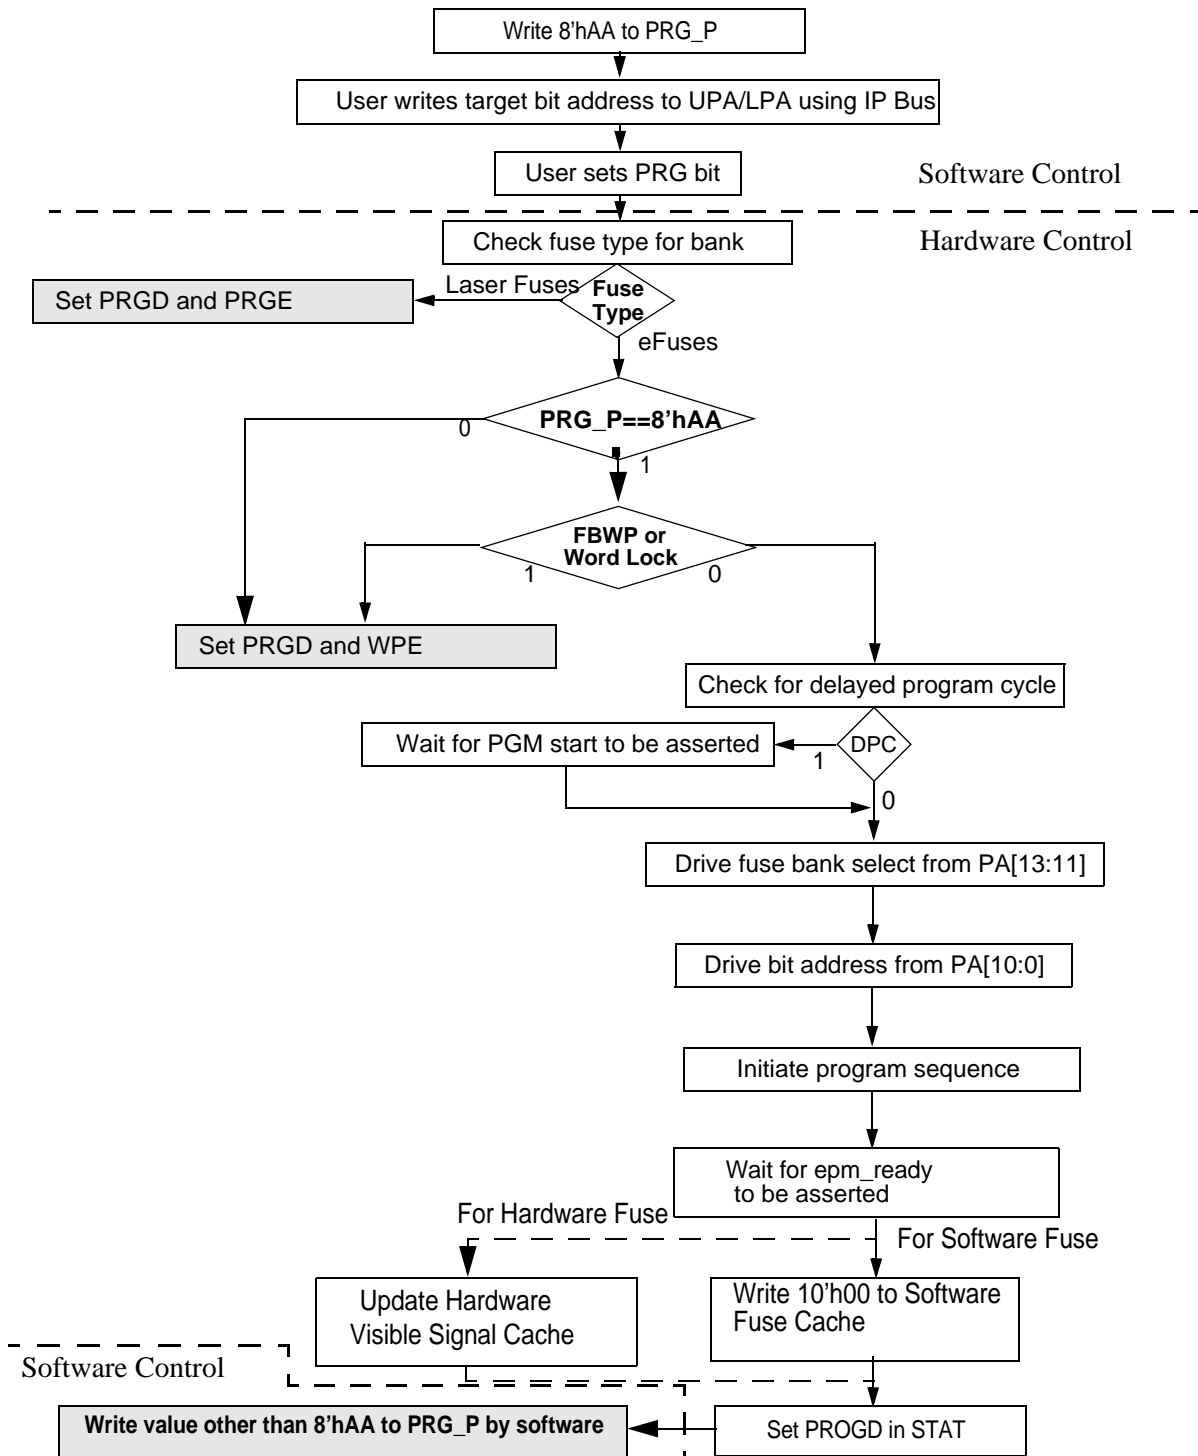 Write 8'hAA to PRG_P
User writes target bit address to UPA/LPA using IP Bus
User sets PRG bit
Software Control
Hardware Control
Check fuse type for bank
Laser Fuses
Fuse
Type
Set PRGD and PRGE
eFuses
PRG_P==8'hAA
0
1
FBWP or
Word Lock
1
0
Set PRGD and WPE
Check for delayed program cycle
Wait for PGM start to be asserted
DPC
1
0
Drive fuse bank select from PA[13:11]
Drive bit address from PA[10:0]
Initiate program sequence
Wait for epm_ready
to be asserted
For Hardware Fuse
For Software Fuse
Update Hardware
Visible Signal Cache
Write 10'h00 to Software
Fuse Cache
Software Control
Write value other than 8'hAA to PRG_P by software
Set PROGD in STAT